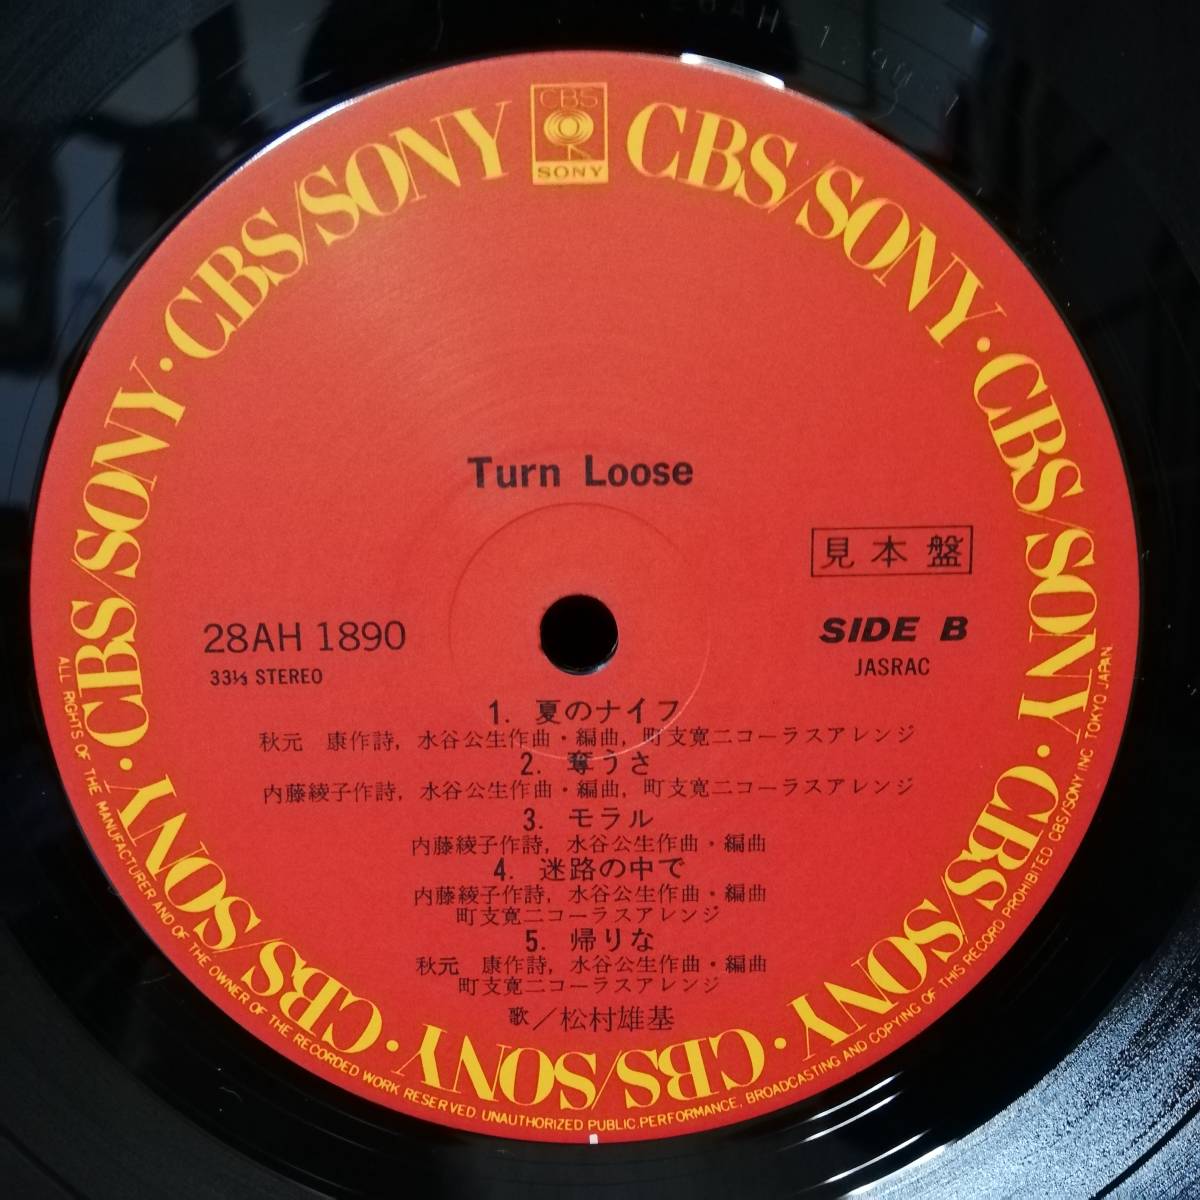 CBS
SONY
CBS/SONY · CBS/SONY · CBS/SONY · CBS/SONY · CBS/SONY · CBS/SONY · CBS/SONY · CBS/SONY · CBS/SONY · CBS/SONY
Turn Loose
見本盤
28AH 1890
SIDE B
33⅓ STEREO
JASRAC
1. 夏のナイフ
秋元 康作詩, 水谷公生作曲・編曲, 町支寛二コーラスアレンジ
2. 奪うさ
内藤綾子作詩, 水谷公生作曲・編曲, 町支寛二コーラスアレンジ
3. モラル
内藤綾子作詩, 水谷公生作曲・編曲
4. 迷路の中で
内藤綾子作詩, 水谷公生作曲・編曲
町支寛二コーラスアレンジ
5. 帰りな
秋元 康作詩, 水谷公生作曲・編曲
町支寛二コーラスアレンジ
歌／松村雄基
ALL RIGHTS OF THE MANUFACTURER AND OF THE OWNER OF THE RECORDED WORK RESERVED UNAUTHORIZED PUBLIC PERFORMANCE, BROADCASTING AND COPYING OF THIS RECORD PROHIBITED CBS/SONY INC TOKYO JAPAN